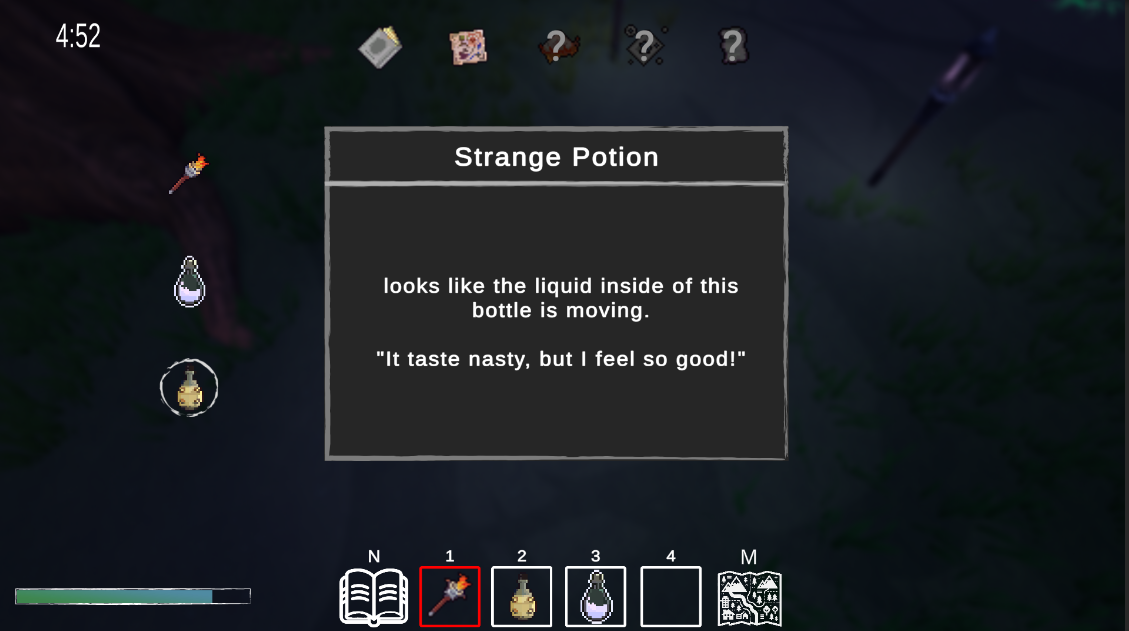 4:52
? ? ?
Strange Potion
looks like the liquid inside of this
bottle is moving.
"It taste nasty, but I feel so good!"
N 1 2 3 4 M